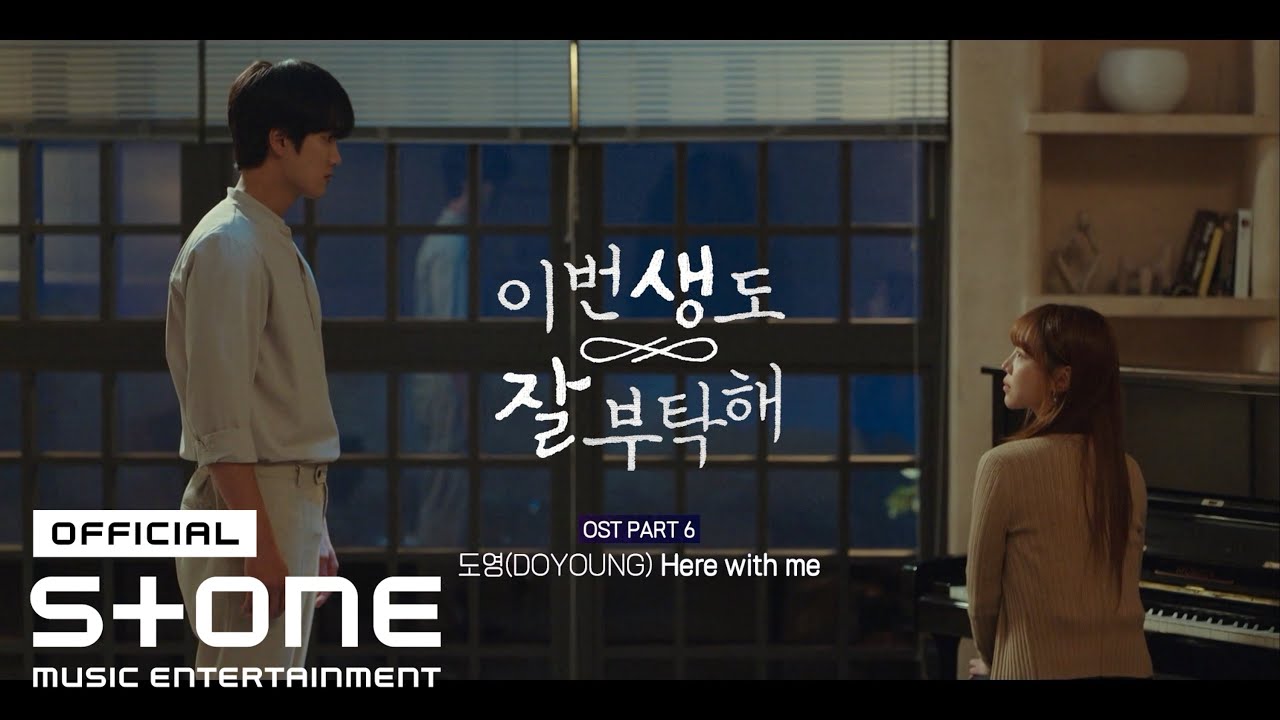 이번생도
잘부탁해
OST PART 6
도영(DOYOUNG) Here with me
OFFICIAL
STONE
MUSIC ENTERTAINMENT